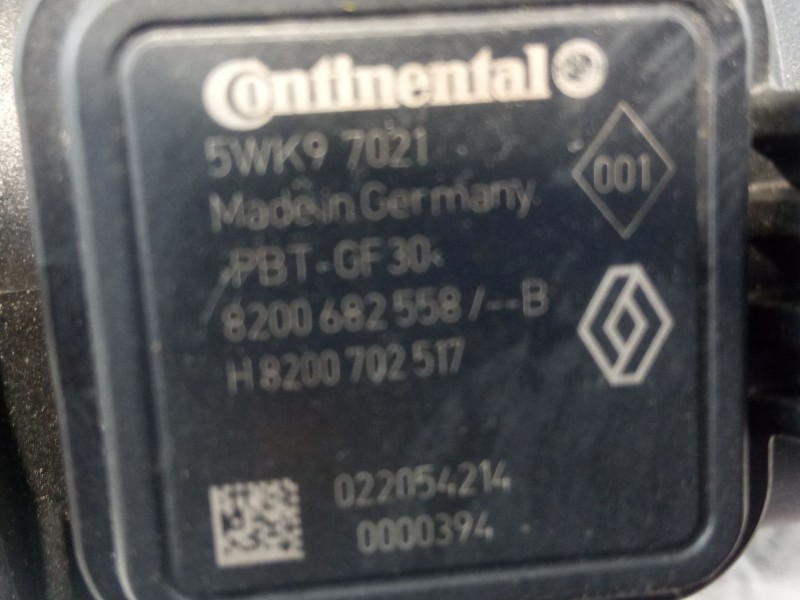 Continental
5WK9 7021
001
Made in Germany
>PBT-GF30<
8200 682 558/--B
H 8200 702 517
022054214
0000394